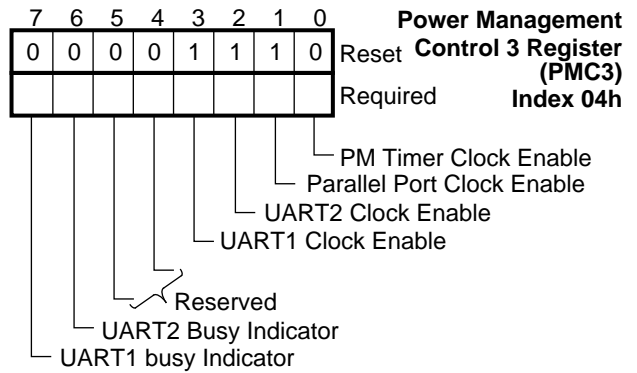 7 6 5 4 3 2 1 0
Power Management
Control 3 Register
(PMC3)
Index 04h
0 0 0 0 1 1 1 0 Reset
Required
PM Timer Clock Enable
Parallel Port Clock Enable
UART2 Clock Enable
UART1 Clock Enable
Reserved
UART2 Busy Indicator
UART1 busy Indicator